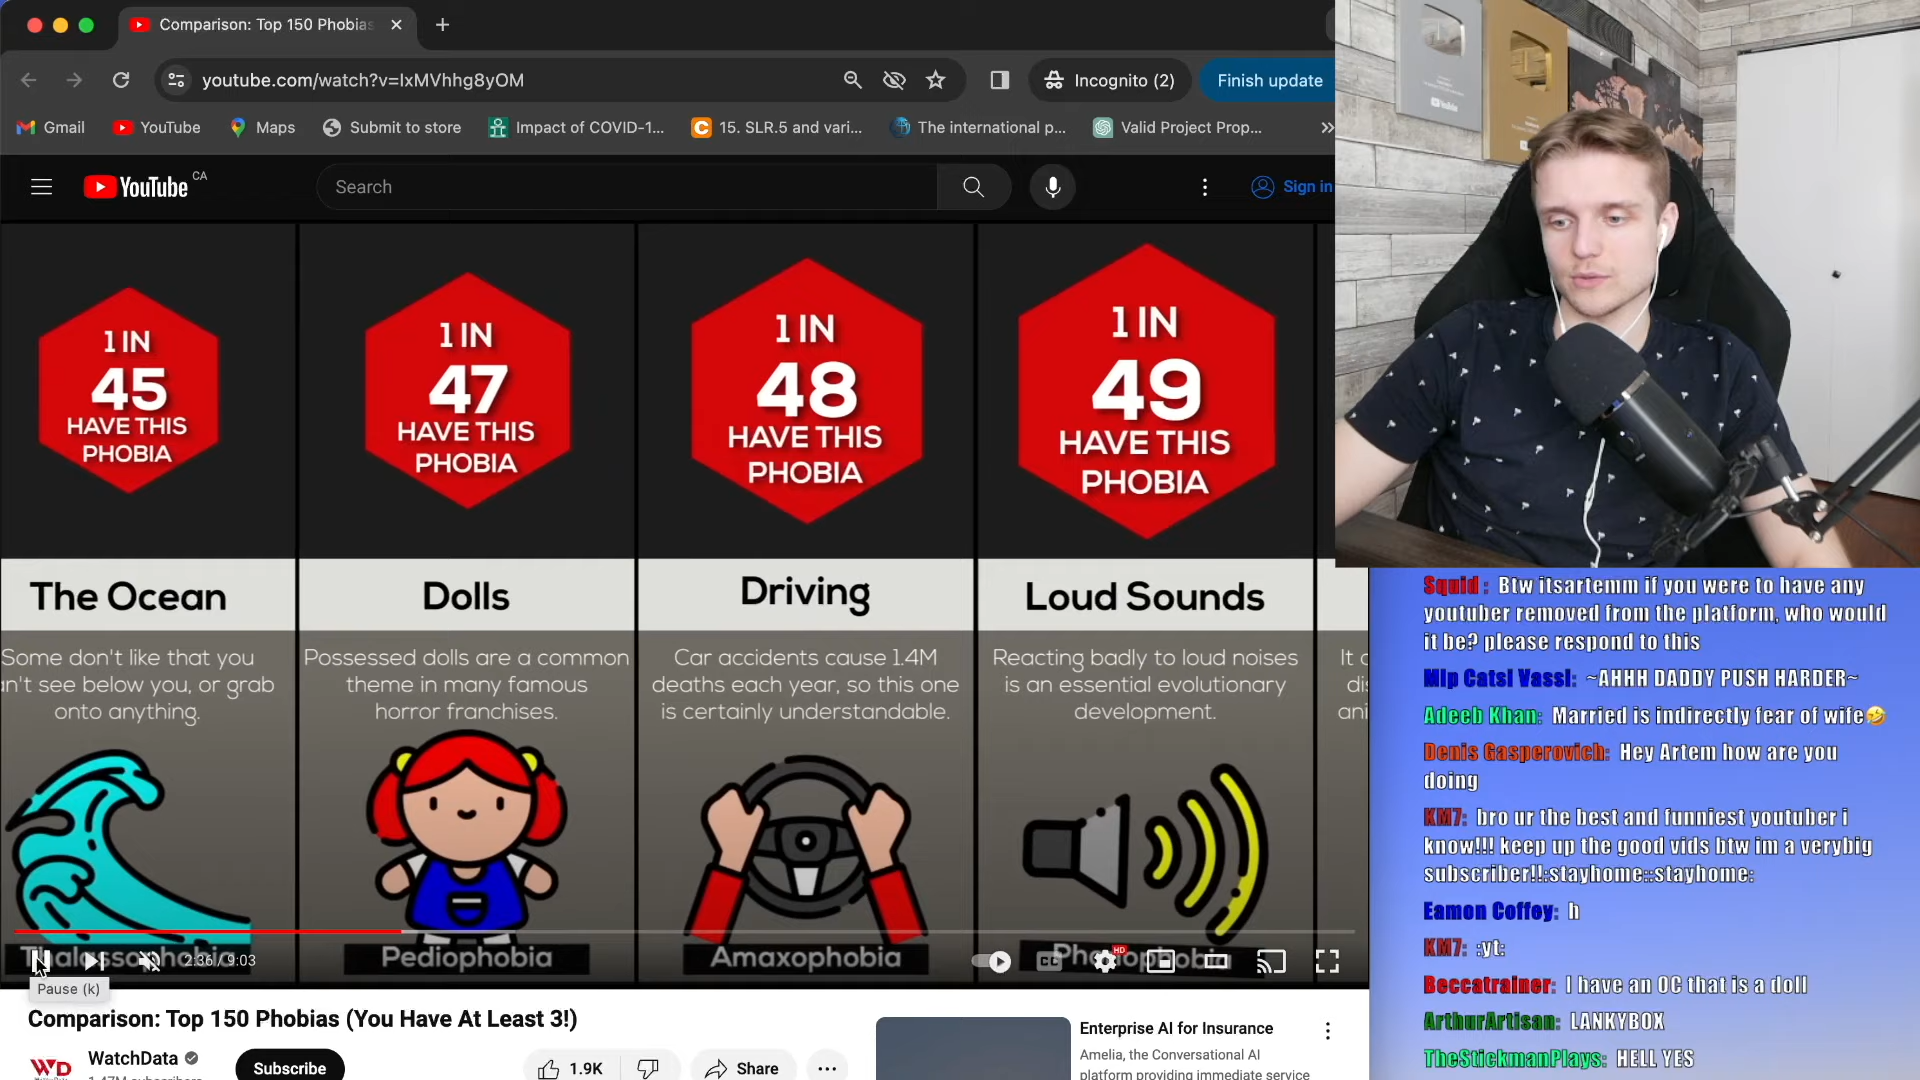 Comparison: Top 150 Phobias
youtube.com/watch?v=IxMVhhg8yOM
Incognito (2)
Finish update
Gmail
YouTube
Maps
Submit to store
Impact of COVID-1...
15. SLR.5 and vari...
The international p...
Valid Project Prop...
YouTube CA
Search
Sign in
1 IN
45
HAVE THIS
PHOBIA
The Ocean
Some don't like that you
an't see below you, or grab
onto anything.
1 IN
47
HAVE THIS
PHOBIA
Dolls
Possessed dolls are a common
theme in many famous
horror franchises.
Pediophobia
1 IN
48
HAVE THIS
PHOBIA
Driving
Car accidents cause 1.4M
deaths each year, so this one
is certainly understandable.
Amaxophobia
1 IN
49
HAVE THIS
PHOBIA
Loud Sounds
Reacting badly to loud noises
is an essential evolutionary
development.
2:36 / 9:03
CC
HD
Pause (k)
Comparison: Top 150 Phobias (You Have At Least 3!)
WD
WatchData
Subscribe
1.9K
Share
Enterprise AI for Insurance
Amelia, the Conversational AI
platform providing immediate service
Squid : Btw itsartemm if you were to have any
youtuber removed from the platform, who would
it be? please respond to this
Mlp Catsl Vassl: ~AHHH DADDY PUSH HARDER~
Adeeb Khan: Married is indirectly fear of wife🤣
Denis Gasperovich: Hey Artem how are you
doing
KM7: bro ur the best and funniest youtuber i
know!!! keep up the good vids btw im a verybig
subscriber!!:stayhome::stayhome:
Eamon Coffey: h
KM7: :yt:
Beccatrainer: I have an OC that is a doll
ArthurArtisan: LANKYBOX
TheStickmanPlays: HELL YES